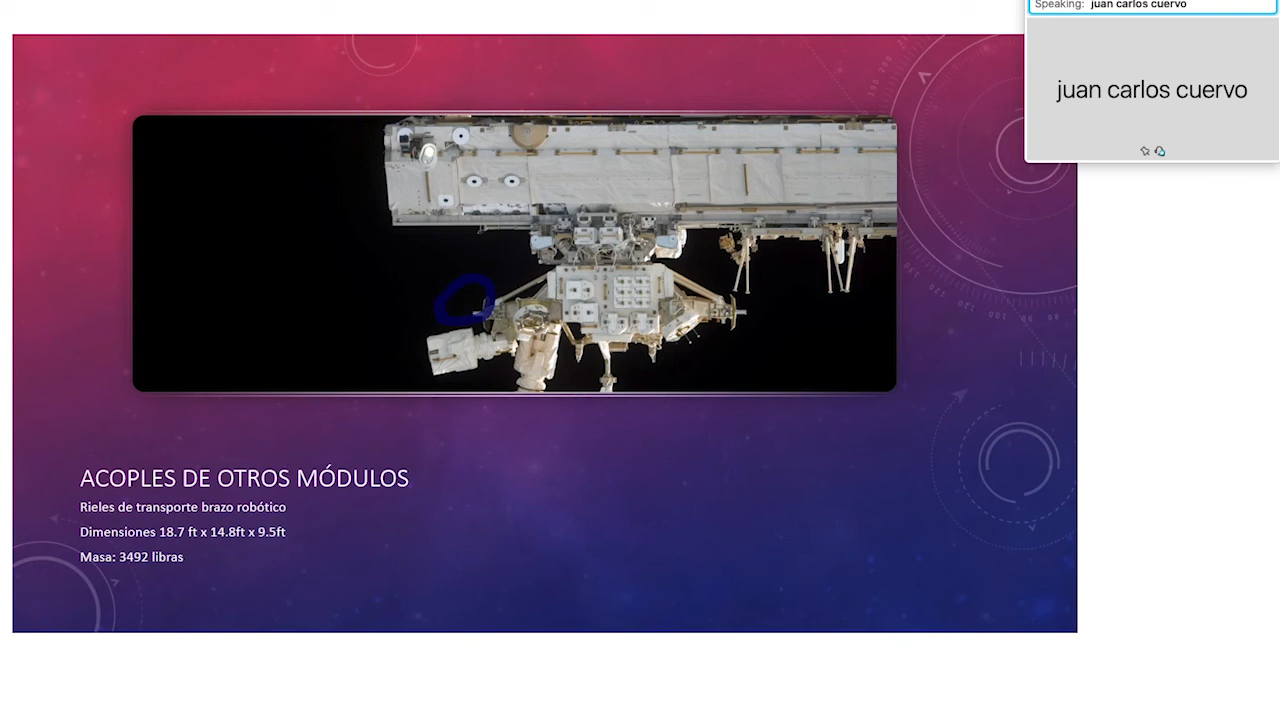 Speaking: juan carlos cuervo
juan carlos cuervo
ACOPLES DE OTROS MÓDULOS
Rieles de transporte brazo robótico
Dimensiones 18.7 ft x 14.8ft x 9.5ft
Masa: 3492 libras